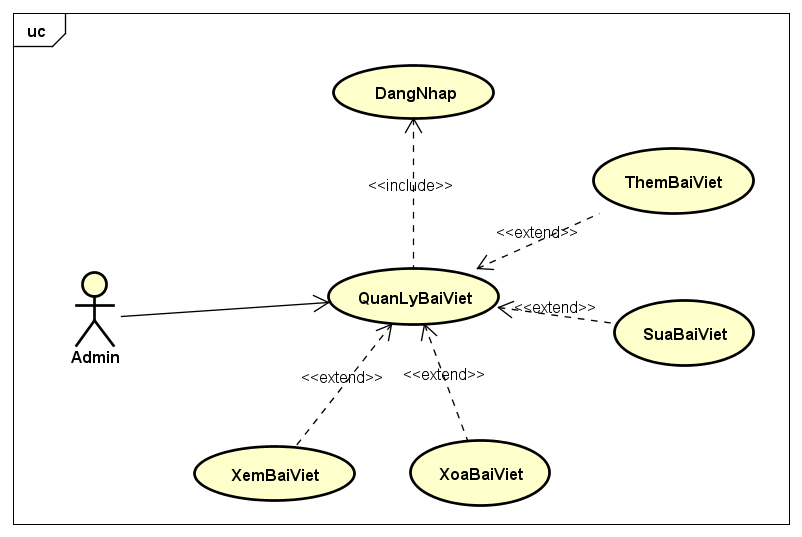 uc
DangNhap
<<include>>
ThemBaiViet
<<extend>>
QuanLyBaiViet
<<extend>>
SuaBaiViet
Admin
<<extend>>
<<extend>>
XemBaiViet
XoaBaiViet